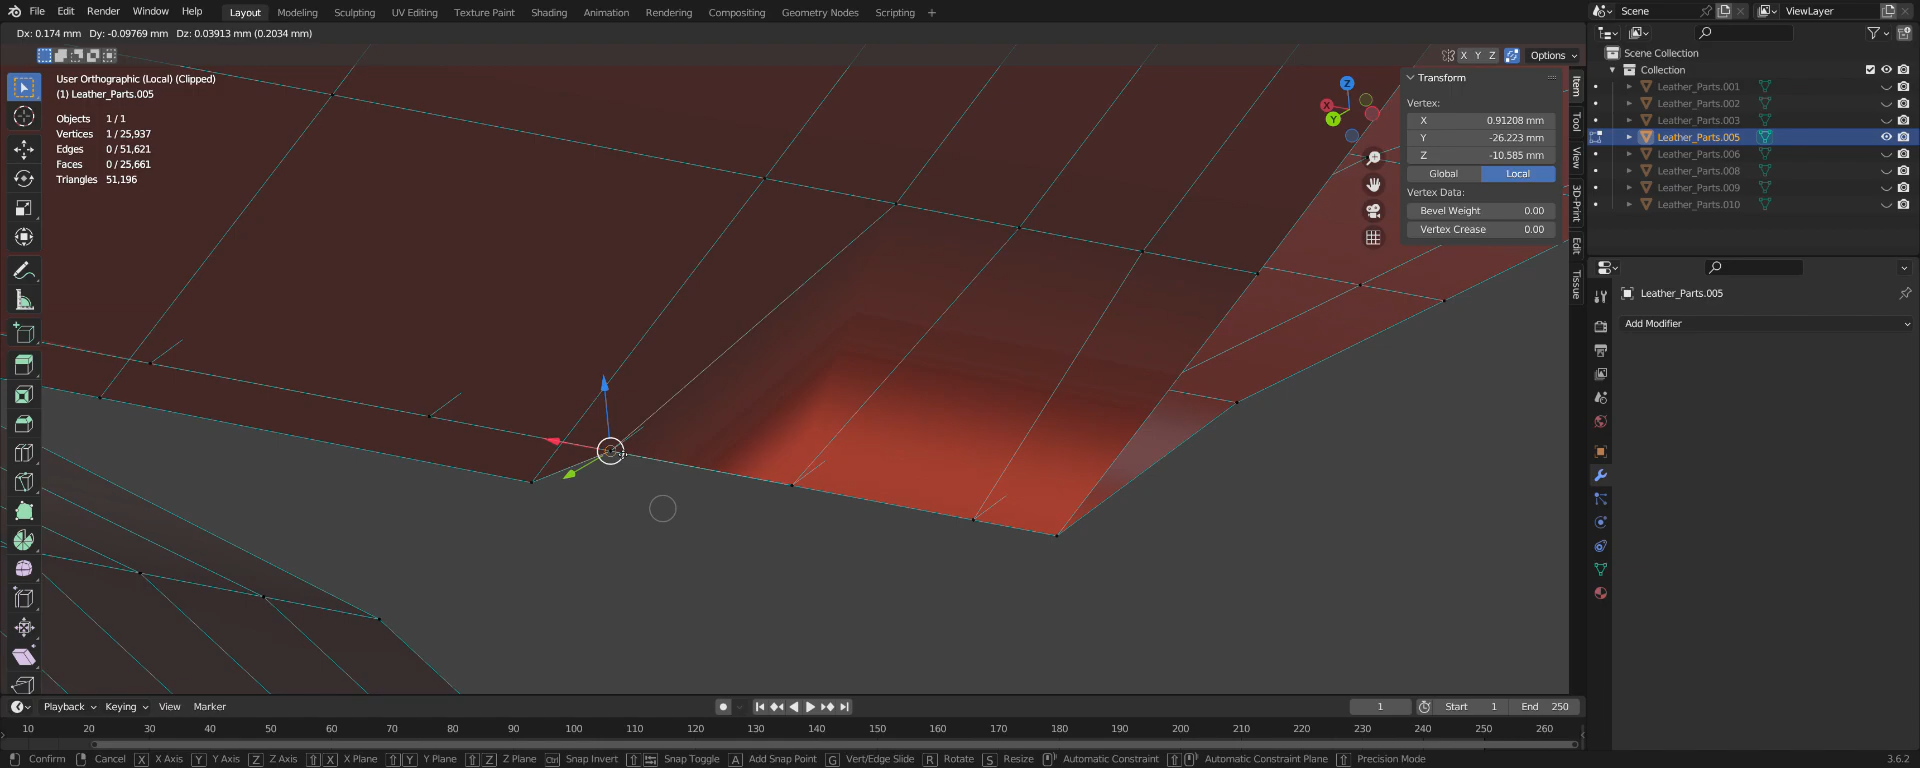 File Edit Render Window Help Layout Modeling Sculpting UV Editing Texture Paint Shading Animation Rendering Compositing Geometry Nodes Scripting + Scene ViewLayer
Dx: 0.174 mm Dy: -0.09769 mm Dz: 0.03913 mm (0.2034 mm)
X Y Z Options
User Orthographic (Local) (Clipped)
(1) Leather_Parts.005
Objects 1 / 1
Vertices 1 / 25,937
Edges 0 / 51,621
Faces 0 / 25,661
Triangles 51,196
Z
X
Y
Transform
Vertex:
X 0.91208 mm
Y -26.223 mm
Z -10.585 mm
Global Local
Vertex Data:
Bevel Weight 0.00
Vertex Crease 0.00
Item
Tool
View
3D-Print
Edit
Tissue
Scene Collection
Collection
Leather_Parts.001
Leather_Parts.002
Leather_Parts.003
Leather_Parts.005
Leather_Parts.006
Leather_Parts.008
Leather_Parts.009
Leather_Parts.010
Leather_Parts.005
Add Modifier
Playback Keying View Marker 1 Start 1 End 250
10 20 30 40 50 60 70 80 90 100 110 120 130 140 150 160 170 180 190 200 210 220 230 240 250 260
Confirm Cancel X X Axis Y Y Axis Z Z Axis X X Plane Y Y Plane Z Z Plane Ctrl Snap Invert Snap Toggle A Add Snap Point G Vert/Edge Slide R Rotate S Resize Automatic Constraint Automatic Constraint Plane Precision Mode 3.6.2